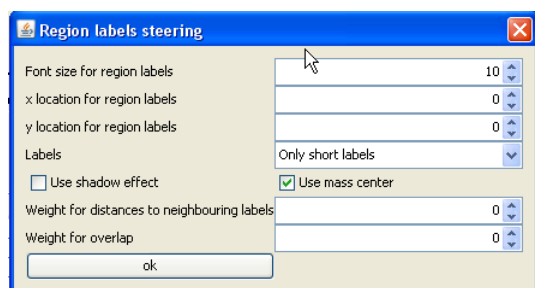 Region labels steering
Font size for region labels 10
x location for region labels 0
y location for region labels 0
Labels Only short labels
Use shadow effect Use mass center
Weight for distances to neighbouring labels 0
Weight for overlap 0
ok